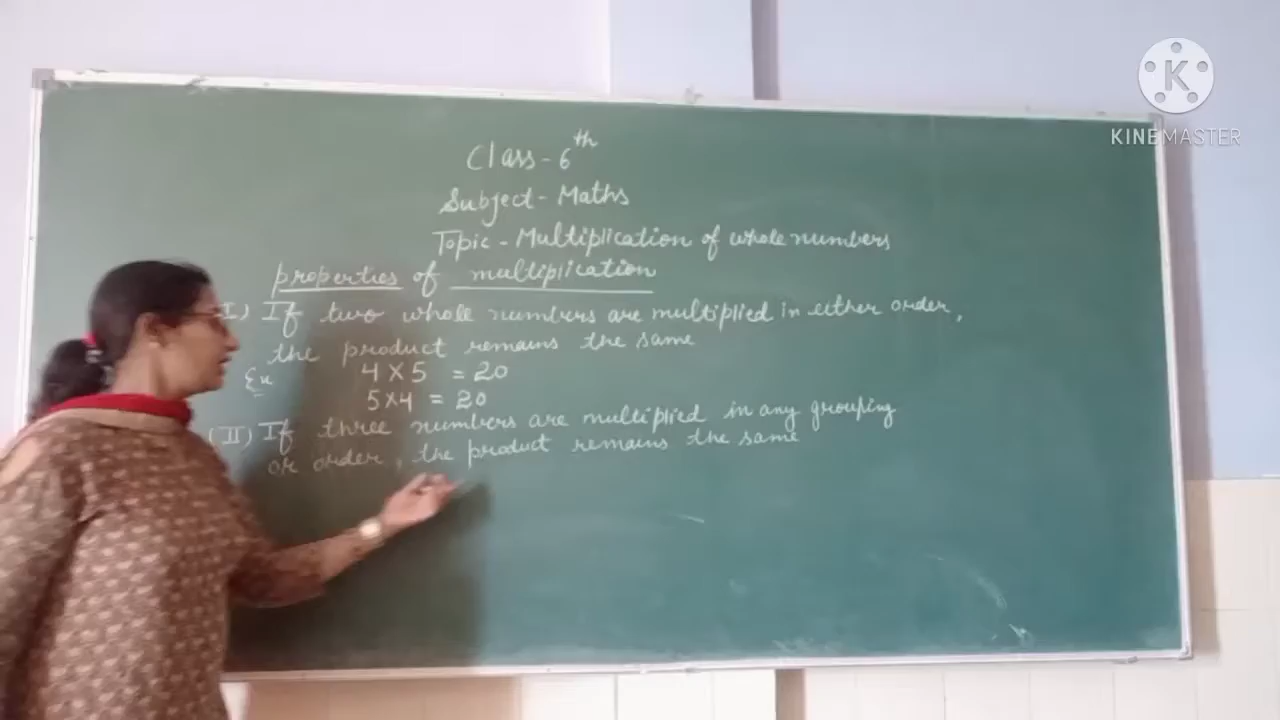 KINEMASTER
Class-6th
Subject-Maths
Topic-Multiplication of whole numbers
properties of multiplication
I) If two whole numbers are multiplied in either order,
the product remains the same
Ex 4 X 5 = 20
5X4 = 20
(II) If three numbers are multiplied in any grouping
or order, the product remains the same